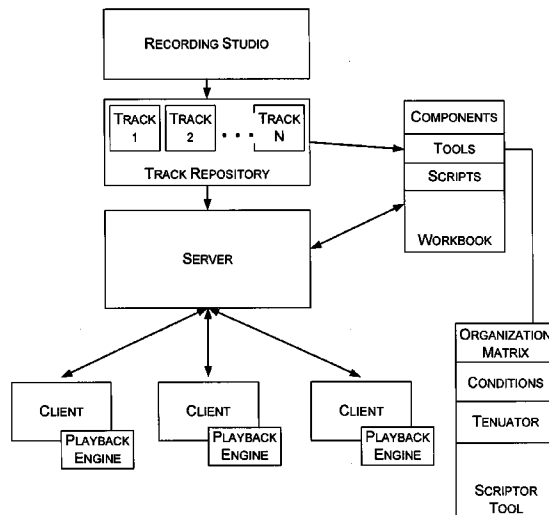 RECORDING STUDIO
TRACK
1
TRACK
2
• • •
TRACK
N
TRACK REPOSITORY
COMPONENTS
TOOLS
SCRIPTS
WORKBOOK
SERVER
ORGANIZATION
MATRIX
CONDITIONS
TENUATOR
SCRIPTOR
TOOL
CLIENT
PLAYBACK
ENGINE
CLIENT
PLAYBACK
ENGINE
CLIENT
PLAYBACK
ENGINE